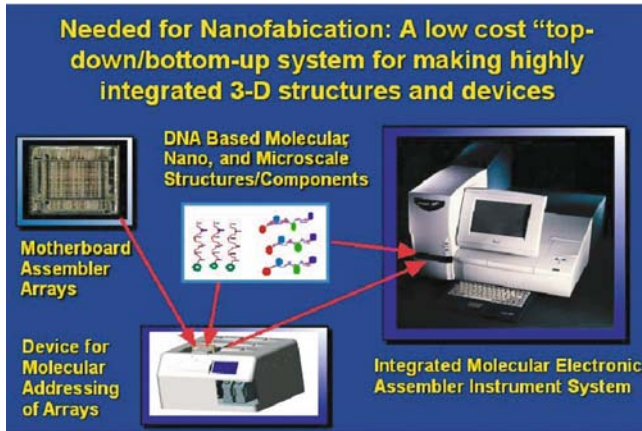 Needed for Nanofabication: A low cost “top-
down/bottom-up system for making highly
integrated 3-D structures and devices
DNA Based Molecular,
Nano, and Microscale
Structures/Components
Motherboard
Assembler
Arrays
Device for
Molecular
Addressing
of Arrays
Integrated Molecular Electronic
Assembler Instrument System